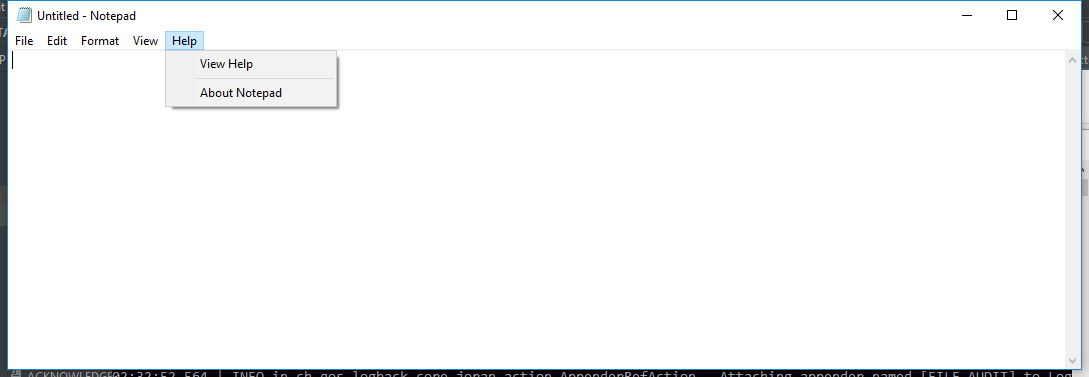 Untitled - Notepad
File Edit Format View Help
View Help
About Notepad
02:32:52,564 | INFO in ch.qos.logback.core.joran.action.AppenderRefAction - Attaching appender named [FILE_AUDIT] to Log